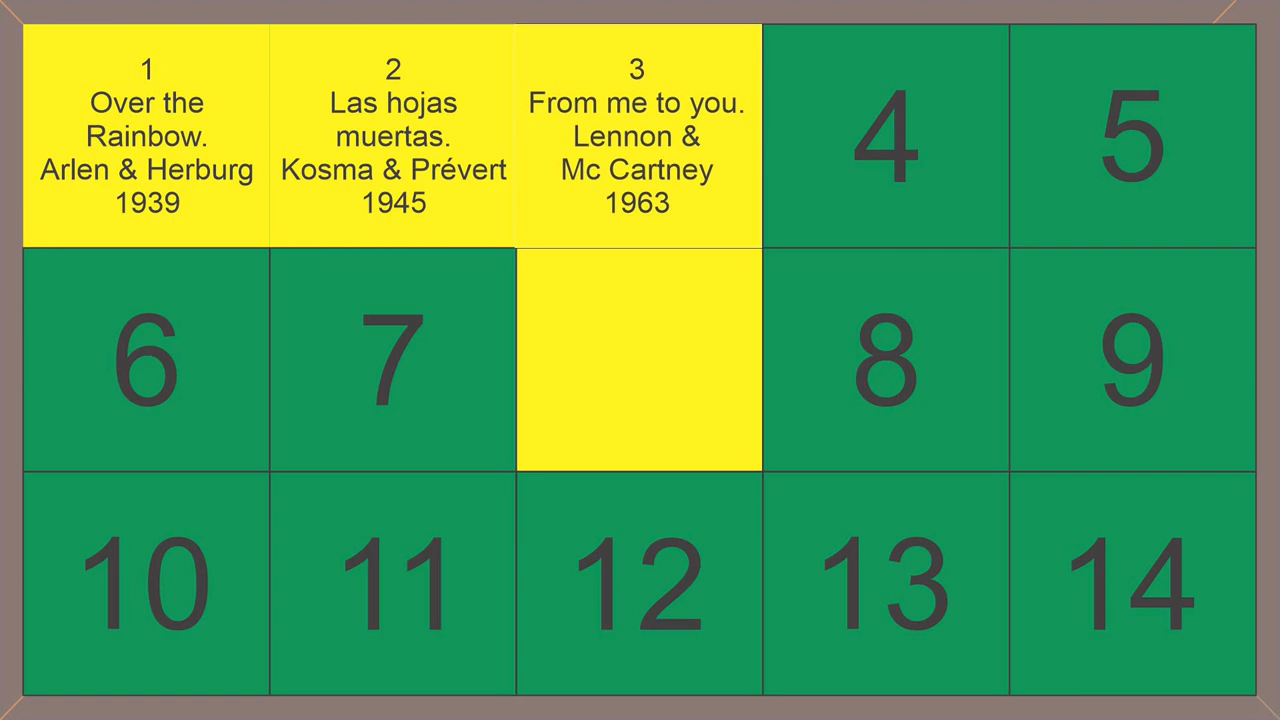 1
Over the
Rainbow.
Arlen & Herburg
1939
2
Las hojas
muertas.
Kosma & Prévert
1945
3
From me to you.
Lennon &
Mc Cartney
1963
4
5
6
7
8
9
10
11
12
13
14